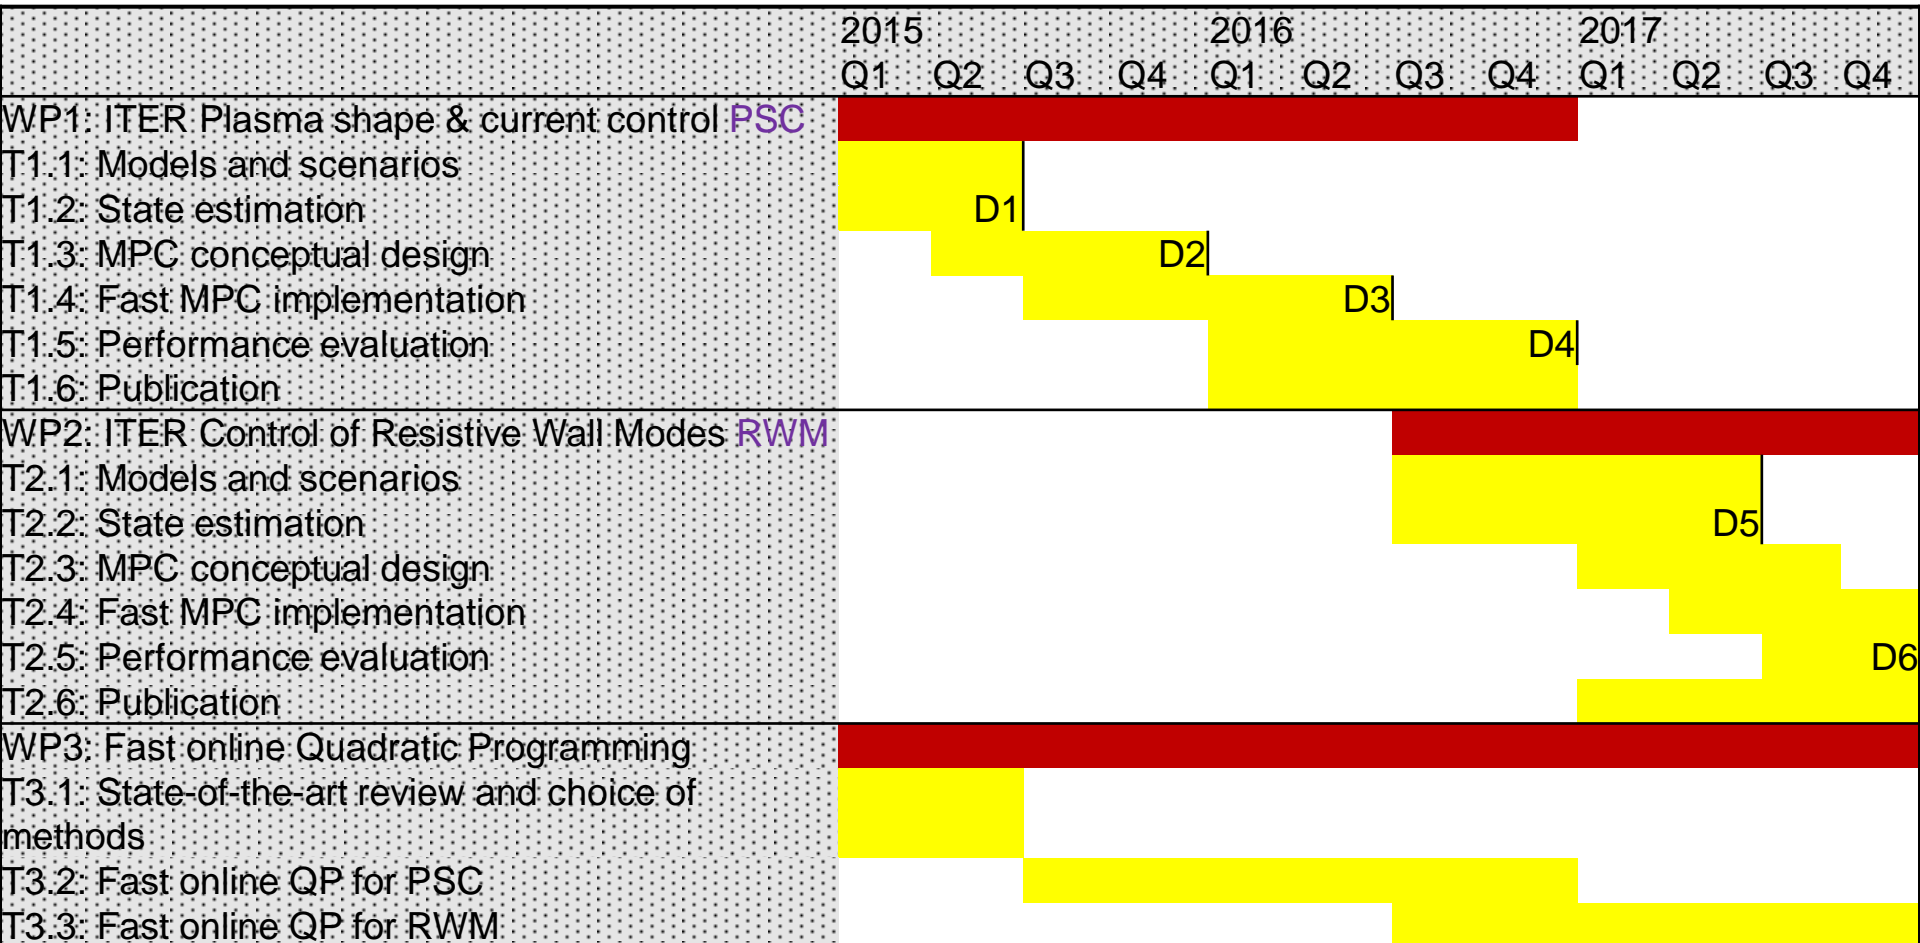 2015 2016 2017
Q1 Q2 Q3 Q4 Q1 Q2 Q3 Q4 Q1 Q2 Q3 Q4
WP1: ITER Plasma shape & current control PSC
T1.1: Models and scenarios
T1.2: State estimation D1
T1.3: MPC conceptual design D2
T1.4: Fast MPC implementation D3
T1.5: Performance evaluation D4
T1.6: Publication
WP2: ITER Control of Resistive Wall Modes RWM
T2.1: Models and scenarios
T2.2: State estimation D5
T2.3: MPC conceptual design
T2.4: Fast MPC implementation
T2.5: Performance evaluation D6
T2.6: Publication
WP3: Fast online Quadratic Programming
T3.1: State-of-the-art review and choice of
methods
T3.2: Fast online QP for PSC
T3.3: Fast online QP for RWM